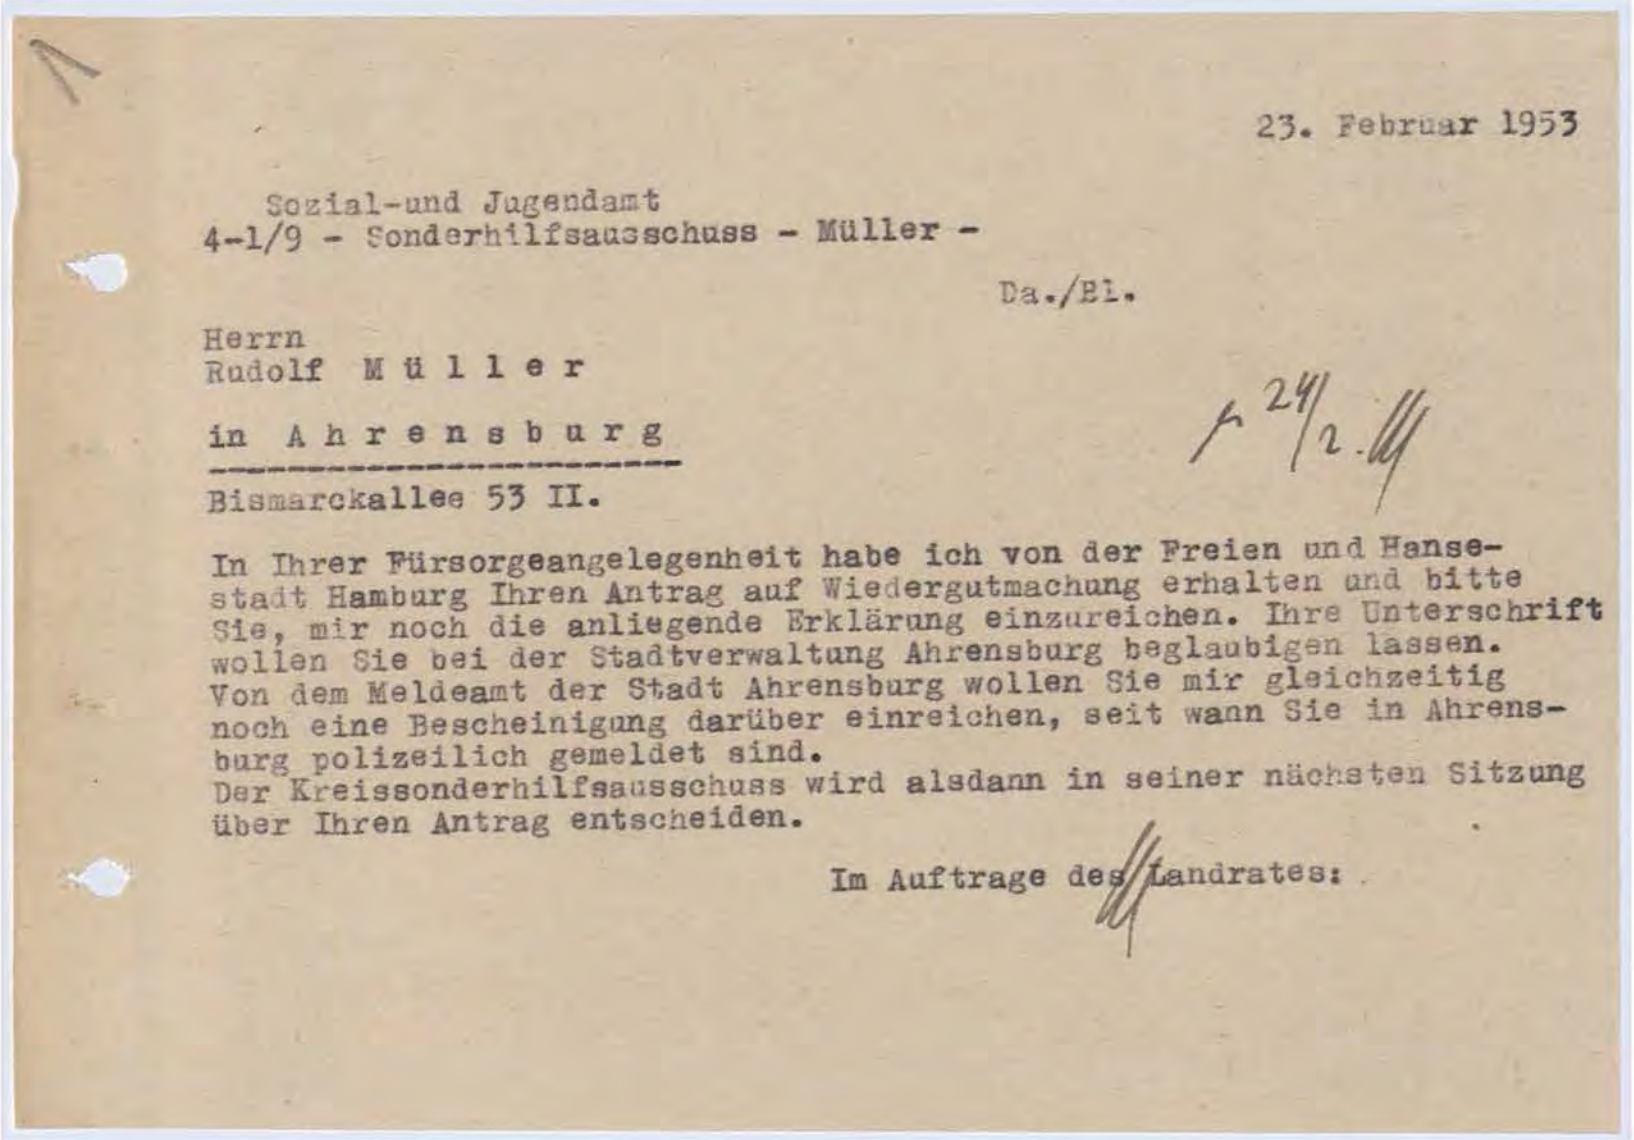 23. Februar 1953
Sozial-und Jugendamt
4-1/9 - Sonderhilfsausschuss - Müller -
Da./Bl.
Herrn
Rudolf M ü l l e r
24/2.
in A h r e n s b u r g
Bismarckallee 53 II.
In Ihrer Fürsorgeangelegenheit habe ich von der Freien und Hanse-
stadt Hamburg Ihren Antrag auf Wiedergutmachung erhalten und bitte
Sie, mir noch die anliegende Erklärung einzureichen. Ihre Unterschrift
wollen Sie bei der Stadtverwaltung Ahrensburg beglaubigen lassen.
Von dem Meldeamt der Stadt Ahrensburg wollen Sie mir gleichzeitig
noch eine Bescheinigung darüber einreichen, seit wann Sie in Ahrens-
burg polizeilich gemeldet sind.
Der Kreissonderhilfsausschuss wird alsdann in seiner nächsten Sitzung
über Ihren Antrag entscheiden.
Im Auftrage des Landrates: